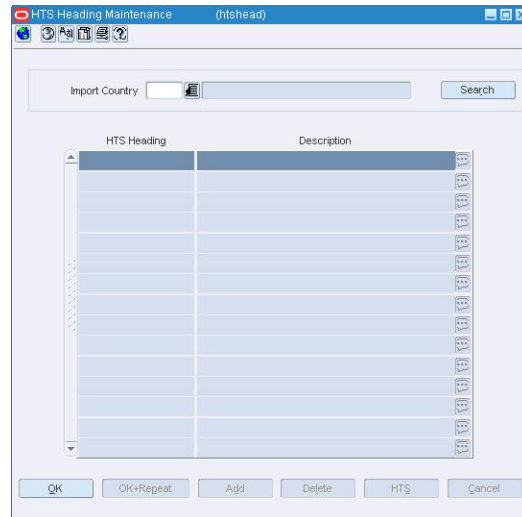 HTS Heading Maintenance (htshead)
Import Country Search
HTS Heading Description
OK OK+Repeat Add Delete HTS Cancel